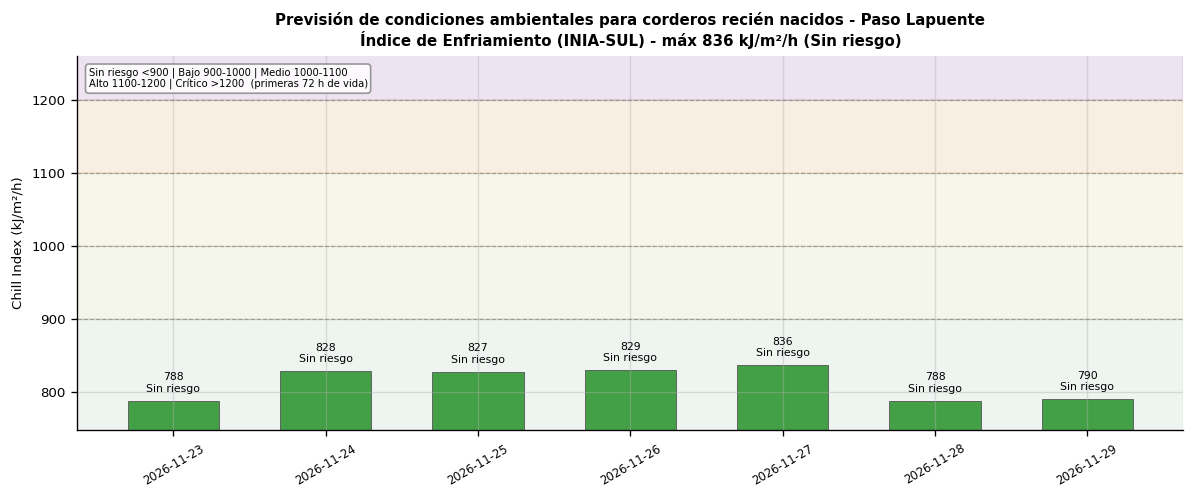 Previsión de condiciones ambientales para corderos recién nacidos - Paso Lapuente
Índice de Enfriamiento (INIA-SUL) - máx 836 kJ/m²/h (Sin riesgo)
Sin riesgo <900 | Bajo 900-1000 | Medio 1000-1100
Alto 1100-1200 | Crítico >1200  (primeras 72 h de vida)
Chill Index (kJ/m²/h)
1200
1100
1000
900
800
788
Sin riesgo
828
Sin riesgo
827
Sin riesgo
829
Sin riesgo
836
Sin riesgo
788
Sin riesgo
790
Sin riesgo
2026-11-23
2026-11-24
2026-11-25
2026-11-26
2026-11-27
2026-11-28
2026-11-29